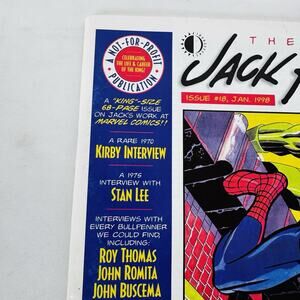 A NOT-FOR-PROFIT
CELEBRATING
THE LIFE & CAREER
OF THE KING!
PUBLICATION
THE
JACK
ISSUE #18, JAN. 1998
A "KING"-SIZE
68-PAGE ISSUE
ON JACK'S WORK AT
MARVEL COMICS!!
A RARE 1970
KIRBY INTERVIEW
A 1975
INTERVIEW WITH
STAN LEE
INTERVIEWS WITH
EVERY BULLPENNER
WE COULD FIND,
INCLUDING:
ROY THOMAS
JOHN ROMITA
JOHN BUSCEMA